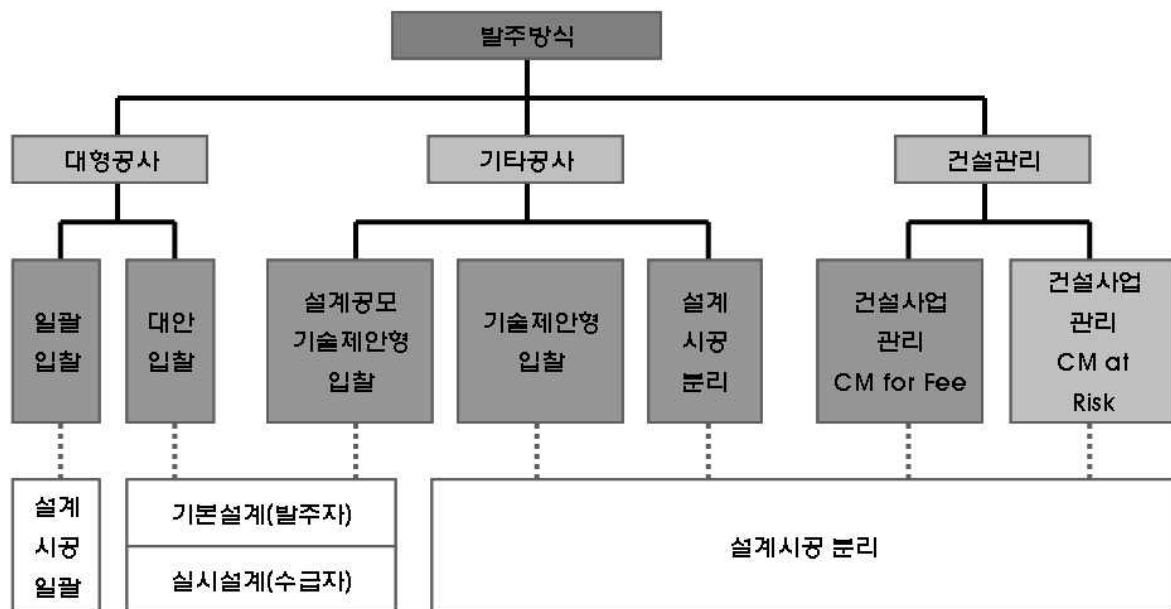 발주방식
대형공사
기타공사
건설관리
일괄
입찰
대안
입찰
설계공모
기술제안형
입찰
기술제안형
입찰
설계
시공
분리
건설사업
관리
CM for Fee
건설사업
관리
CM at
Risk
설계
시공
일괄
기본설계(발주자)
실시설계(수급자)
설계시공 분리